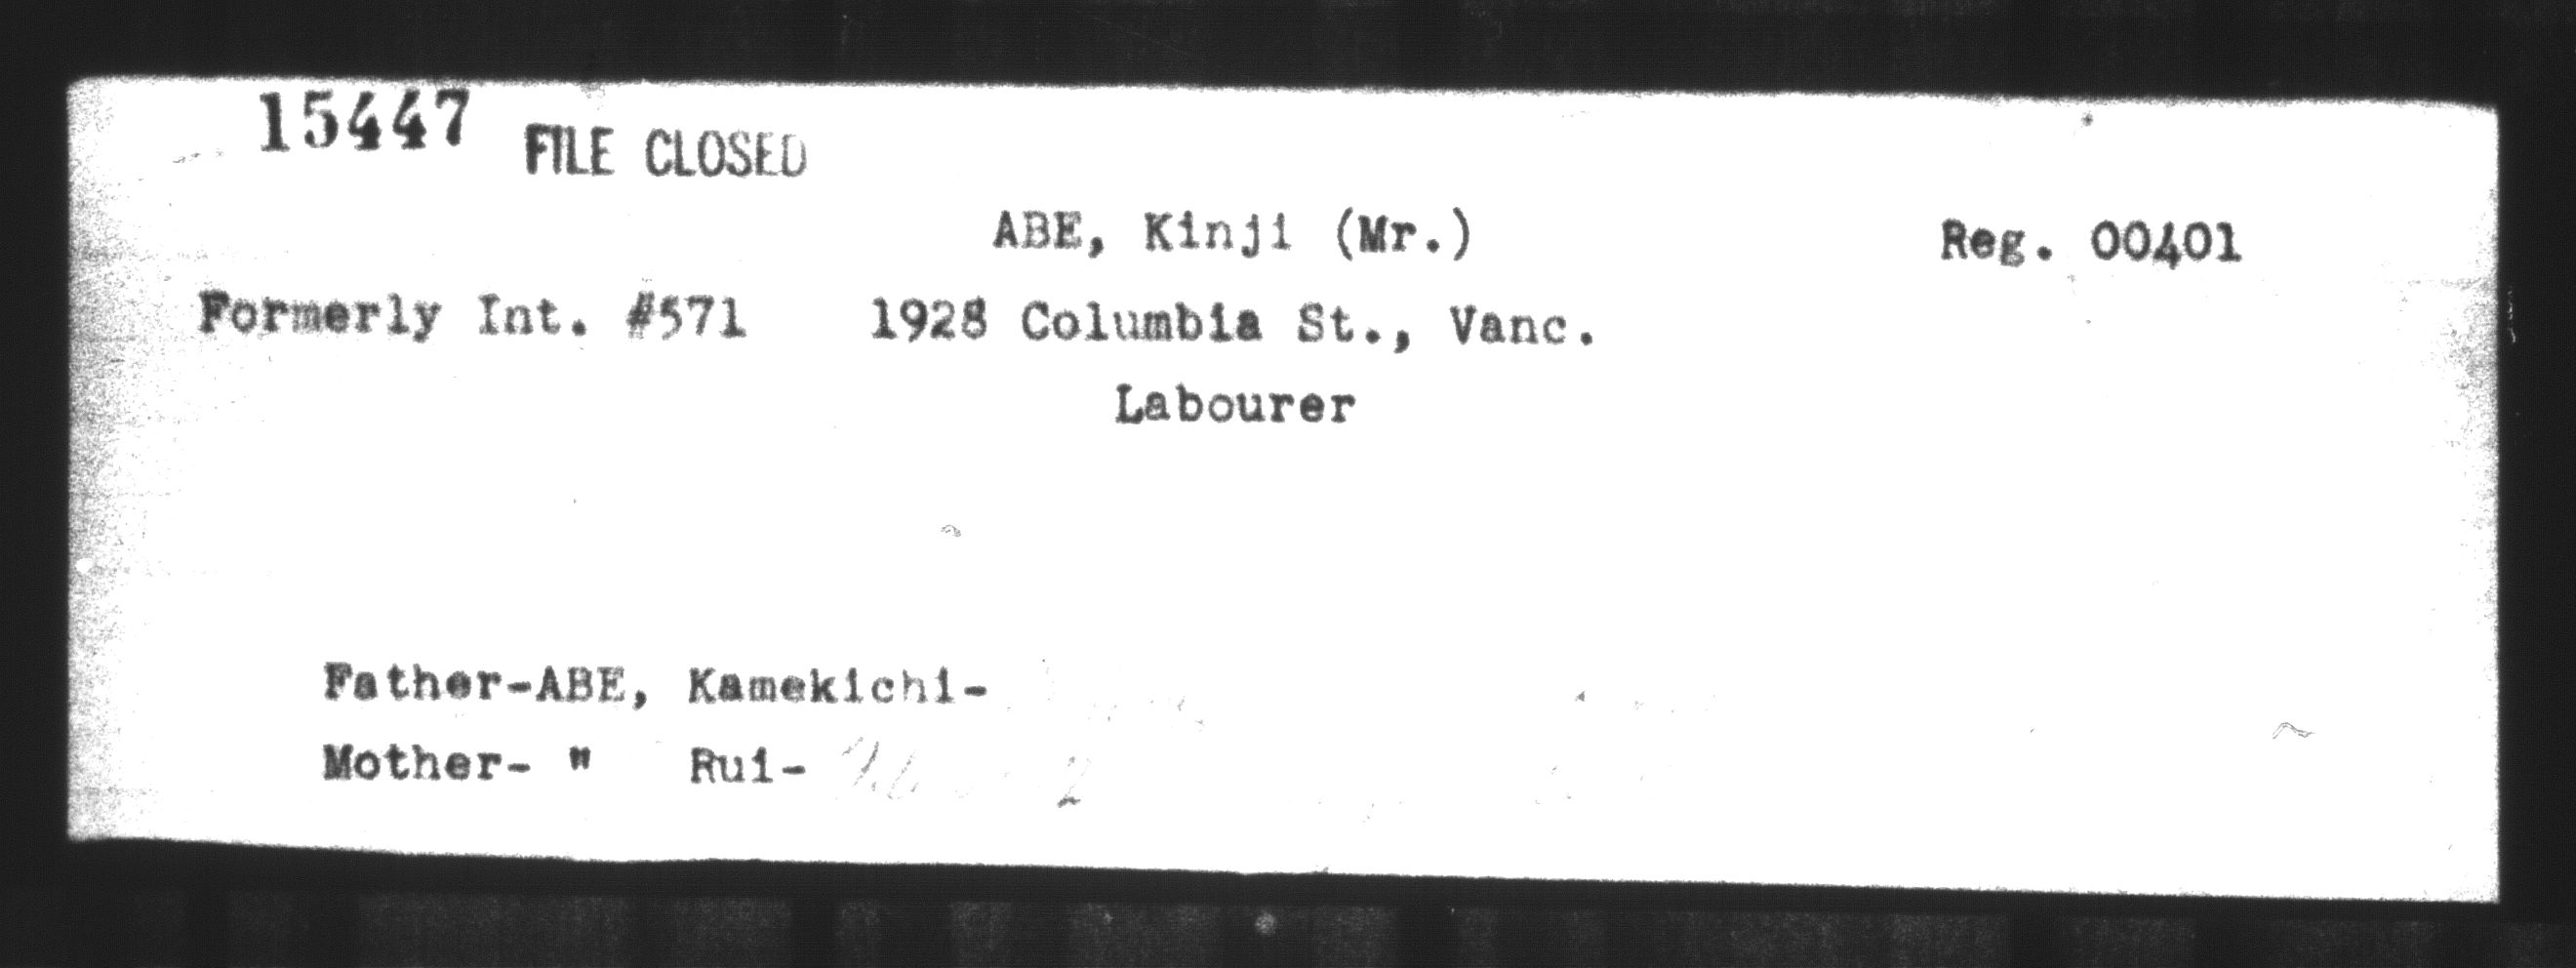 15447 FILE CLOSED
ABE, Kinji (Mr.) Reg. 00401
Formerly Int. #571 1928 Columbia St., Vanc.
Labourer
Father-ABE, Kamekichi-
Mother- " Rui-